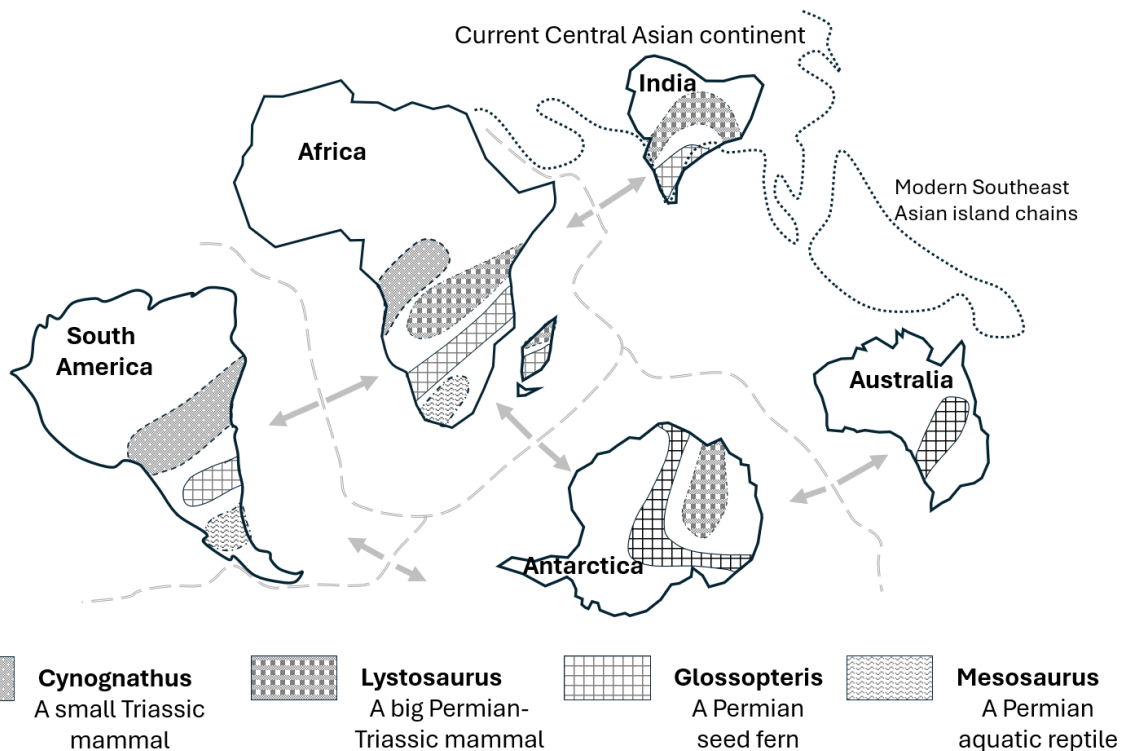 Current Central Asian continent
India
Africa
Modern Southeast
Asian island chains
South
America
Australia
Antarctica
Cynognathus
A small Triassic
mammal
Lystosaurus
A big Permian-
Triassic mammal
Glossopteris
A Permian
seed fern
Mesosaurus
A Permian
aquatic reptile